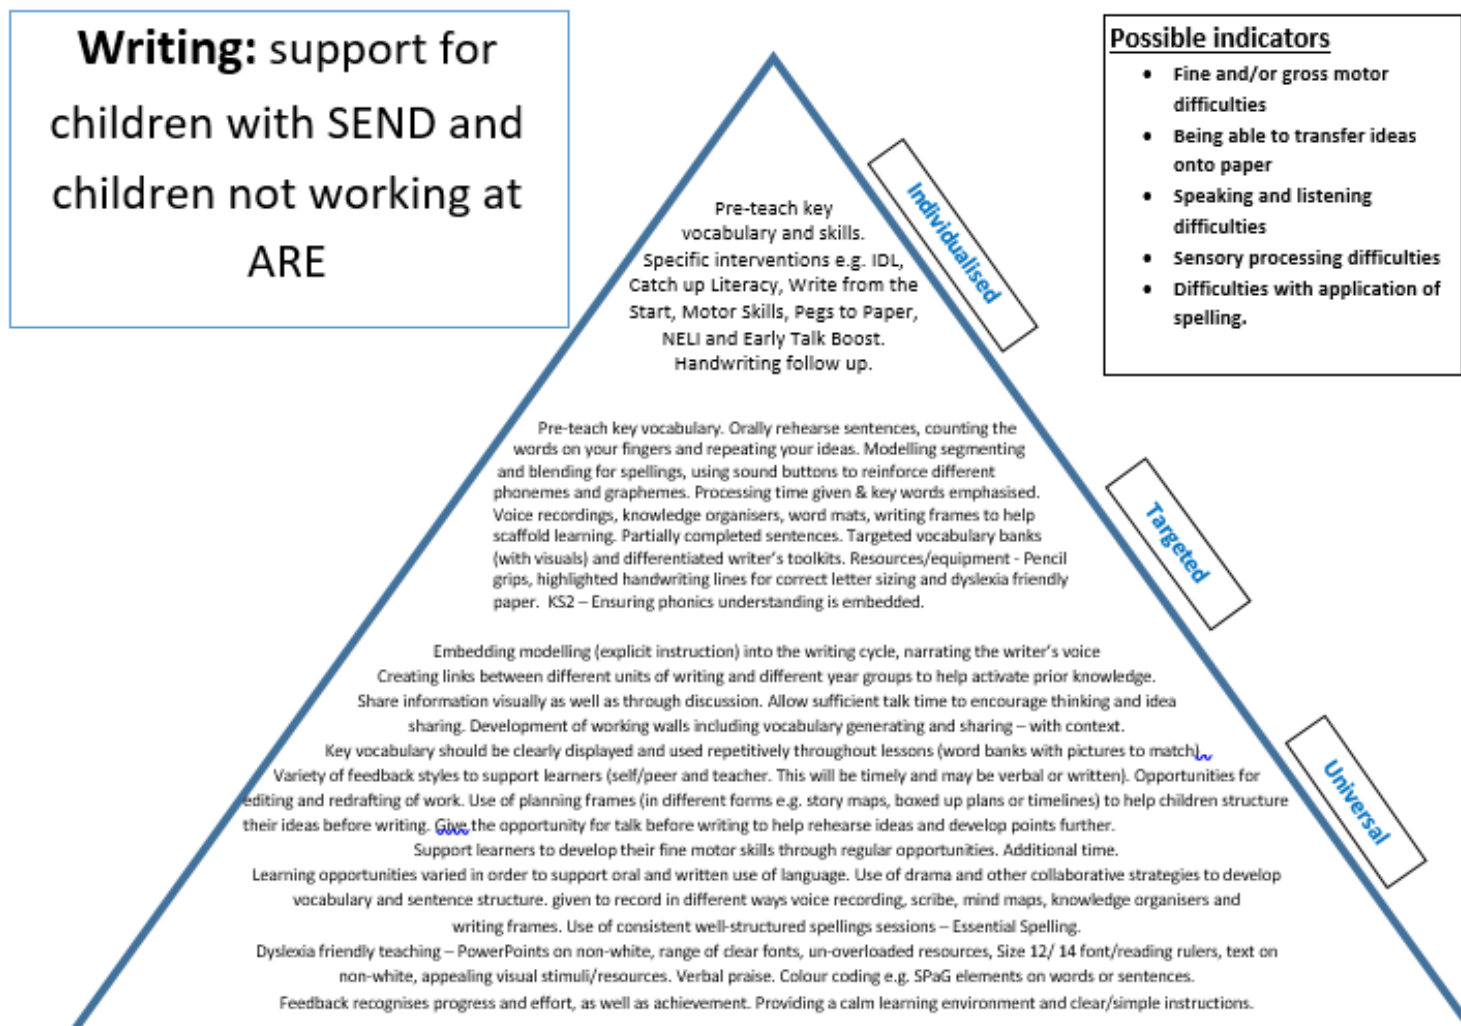 Writing: support for
children with SEND and
children not working at
ARE
Possible indicators
• Fine and/or gross motor
difficulties
• Being able to transfer ideas
onto paper
• Speaking and listening
difficulties
• Sensory processing difficulties
• Difficulties with application of
spelling.
Individualised
Pre-teach key
vocabulary and skills.
Specific interventions e.g. IDL,
Catch up Literacy, Write from the
Start, Motor Skills, Pegs to Paper,
NELI and Early Talk Boost.
Handwriting follow up.
Targeted
Pre-teach key vocabulary. Orally rehearse sentences, counting the
words on your fingers and repeating your ideas. Modelling segmenting
and blending for spellings, using sound buttons to reinforce different
phonemes and graphemes. Processing time given & key words emphasised.
Voice recordings, knowledge organisers, word mats, writing frames to help
scaffold learning. Partially completed sentences. Targeted vocabulary banks
(with visuals) and differentiated writer's toolkits. Resources/equipment - Pencil
grips, highlighted handwriting lines for correct letter sizing and dyslexia friendly
paper. KS2 – Ensuring phonics understanding is embedded.
Universal
Embedding modelling (explicit instruction) into the writing cycle, narrating the writer's voice
Creating links between different units of writing and different year groups to help activate prior knowledge.
Share information visually as well as through discussion. Allow sufficient talk time to encourage thinking and idea
sharing. Development of working walls including vocabulary generating and sharing – with context.
Key vocabulary should be clearly displayed and used repetitively throughout lessons (word banks with pictures to match).
Variety of feedback styles to support learners (self/peer and teacher. This will be timely and may be verbal or written). Opportunities for
editing and redrafting of work. Use of planning frames (in different forms e.g. story maps, boxed up plans or timelines) to help children structure
their ideas before writing. Give the opportunity for talk before writing to help rehearse ideas and develop points further.
Support learners to develop their fine motor skills through regular opportunities. Additional time.
Learning opportunities varied in order to support oral and written use of language. Use of drama and other collaborative strategies to develop
vocabulary and sentence structure. given to record in different ways voice recording, scribe, mind maps, knowledge organisers and
writing frames. Use of consistent well-structured spellings sessions – Essential Spelling.
Dyslexia friendly teaching – PowerPoints on non-white, range of clear fonts, un-overloaded resources, Size 12/ 14 font/reading rulers, text on
non-white, appealing visual stimuli/resources. Verbal praise. Colour coding e.g. SPaG elements on words or sentences.
Feedback recognises progress and effort, as well as achievement. Providing a calm learning environment and clear/simple instructions.